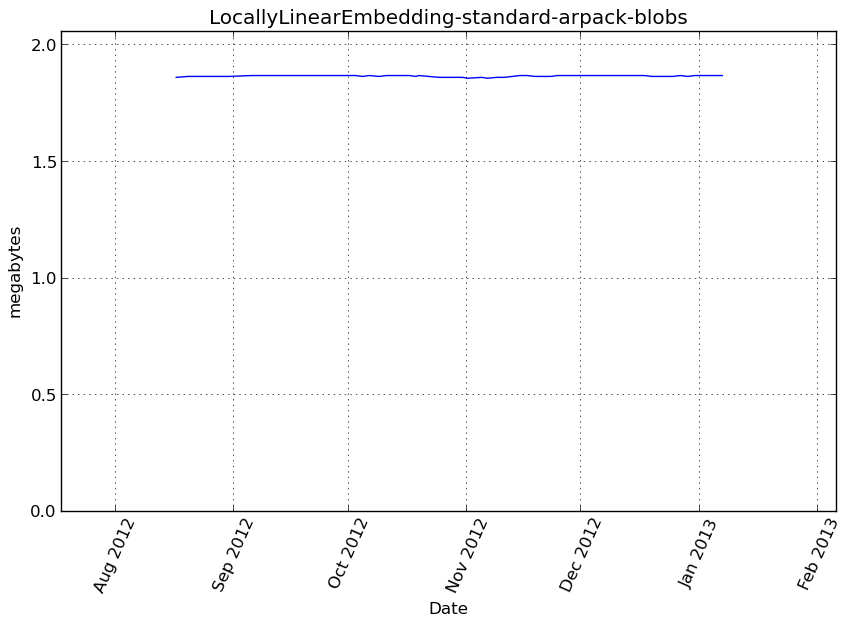 LocallyLinearEmbedding-standard-arpack-blobs
2.0
1.5
1.0
0.5
0.0
megabytes
Aug 2012
Sep 2012
Oct 2012
Nov 2012
Dec 2012
Jan 2013
Feb 2013
Date